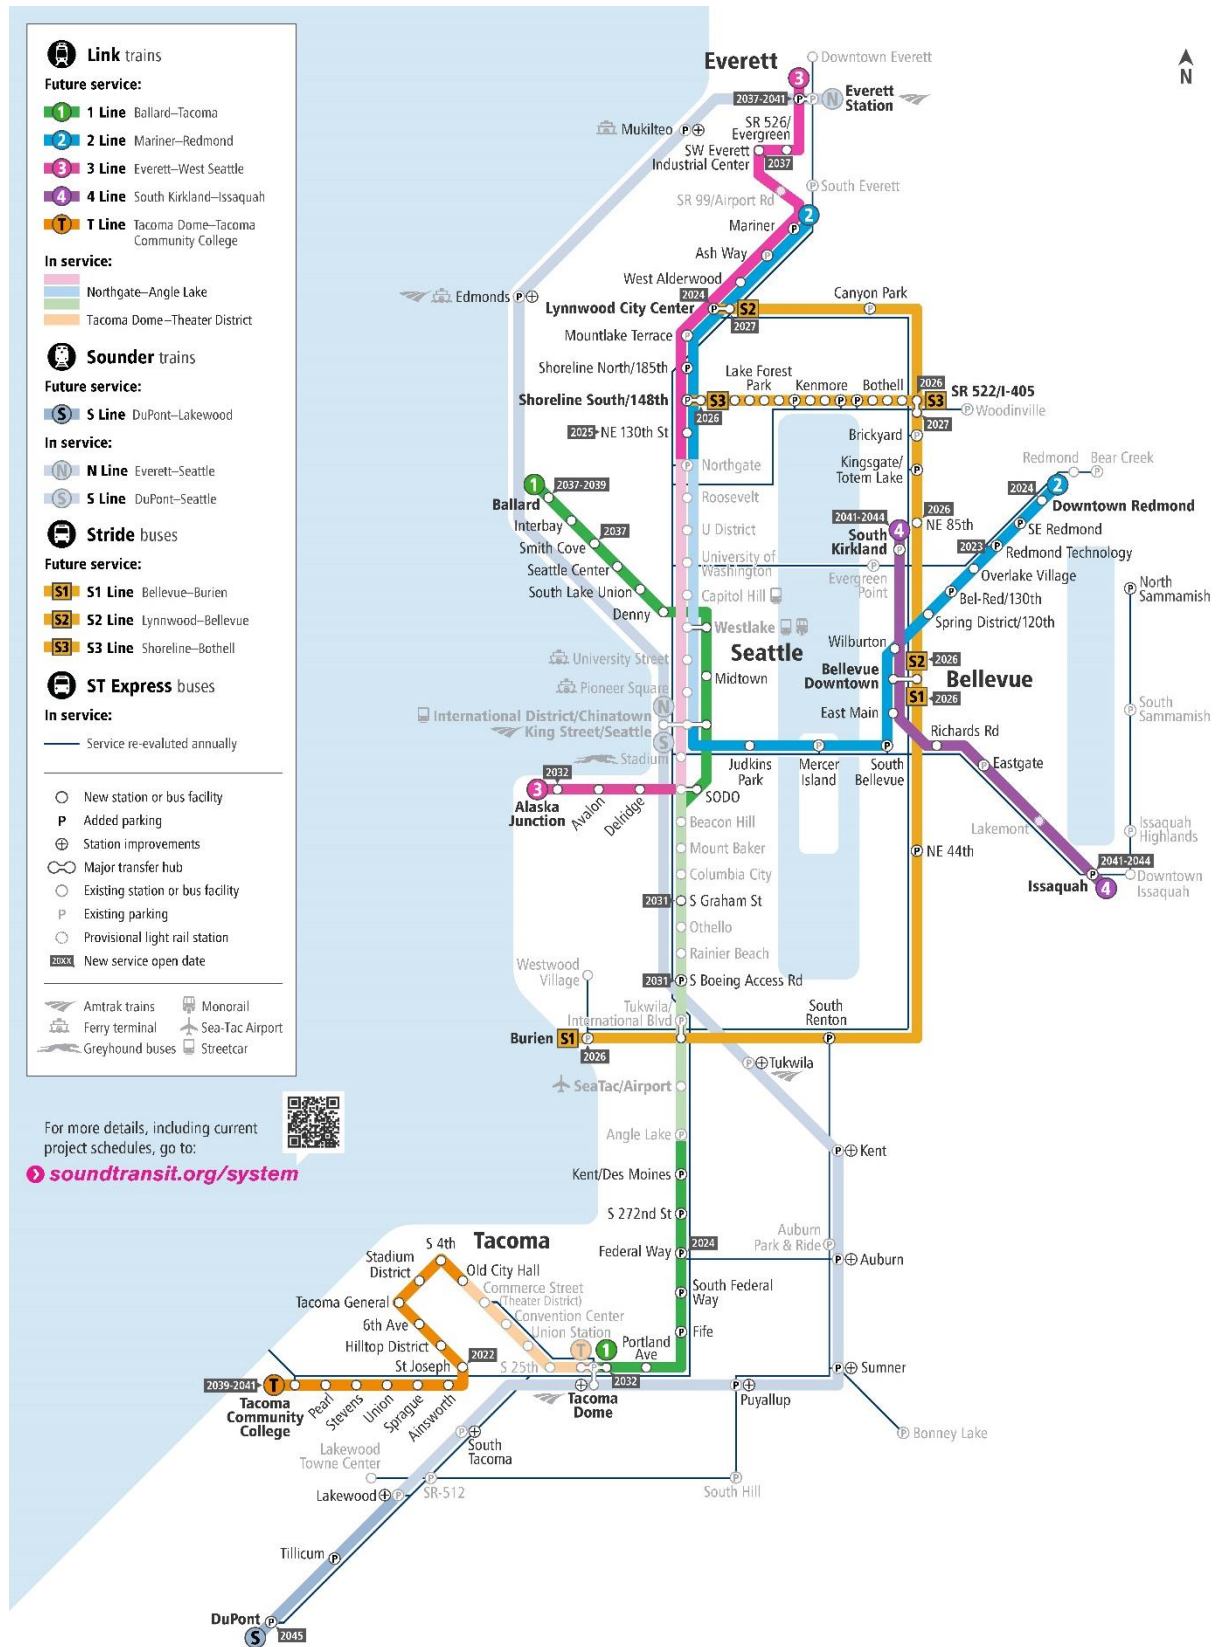 Link trains
Future service:
1 1 Line Ballard–Tacoma
2 2 Line Mariner–Redmond
3 3 Line Everett–West Seattle
4 4 Line South Kirkland–Issaquah
T T Line Tacoma Dome–Tacoma
Community College
In service:
Northgate–Angle Lake
Tacoma Dome–Theater District
Sounder trains
Future service:
S S Line DuPont–Lakewood
In service:
N N Line Everett–Seattle
S S Line DuPont–Seattle
Stride buses
Future service:
S1 S1 Line Bellevue–Burien
S2 S2 Line Lynnwood–Bellevue
S3 S3 Line Shoreline–Bothell
ST Express buses
In service:
Service re-evaluted annually
New station or bus facility
P Added parking
Station improvements
Major transfer hub
Existing station or bus facility
P Existing parking
Provisional light rail station
20XX New service open date
Amtrak trains
Monorail
Ferry terminal
Sea-Tac Airport
Greyhound buses
Streetcar
For more details, including current
project schedules, go to:
soundtransit.org/system
N
Everett
Downtown Everett
3
2037-2041
N
Everett
Station
SR 526/
Evergreen
Mukilteo
SW Everett
Industrial Center
2037
South Everett
SR 99/Airport Rd
2
Mariner
Ash Way
West Alderwood
Edmonds
2024
Lynnwood City Center
S2
2027
Canyon Park
Mountlake Terrace
Shoreline North/185th
Lake Forest
Park
Kenmore
Bothell
2026
SR 522/I-405
Shoreline South/148th
S3
2026
S3
Woodinville
2027
2025
NE 130th St
Brickyard
Northgate
Kingsgate/
Totem Lake
Redmond
Bear Creek
1
2037-2039
Ballard
Roosevelt
2024
2
Downtown Redmond
Interbay
2037
U District
2041-2044
4
South
Kirkland
2026
NE 85th
SE Redmond
Smith Cove
2023
Redmond Technology
Seattle Center
University of
Washington
Evergreen
Point
Overlake Village
North
Sammamish
South Lake Union
Capitol Hill
Bel-Red/130th
Denny
Spring District/120th
Westlake
Seattle
Wilburton
S2
2026
University Street
Midtown
Bellevue
Downtown
Bellevue
Pioneer Square
S1
2026
N
International District/Chinatown
King Street/Seattle
S
East Main
South
Sammamish
Richards Rd
Stadium
Judkins
Park
Mercer
Island
South
Bellevue
Eastgate
2032
3
Alaska
Junction
Avalon
Delridge
SODO
Beacon Hill
Lakemont
Issaquah
Highlands
Mount Baker
NE 44th
Columbia City
2041-2044
Issaquah
4
Downtown
Issaquah
2031
S Graham St
Othello
Rainier Beach
Westwood
Village
2031
S Boeing Access Rd
Tukwila/
International Blvd
South
Renton
Burien
S1
2026
Tukwila
SeaTac/Airport
Angle Lake
Kent
Kent/Des Moines
S 272nd St
Tacoma
S 4th
Stadium
District
Old City Hall
Federal Way
2024
Auburn
Park & Ride
Auburn
Commerce Street
(Theater District)
South Federal
Way
Tacoma General
Convention Center
6th Ave
Union Station
Fife
Hilltop District
T
1
Portland
Ave
St Joseph
2022
S 25th
2032
Sumner
2039-2041
T
Tacoma
Community
College
Pearl
Stevens
Union
Sprague
Ainsworth
Tacoma
Dome
Puyallup
South
Tacoma
Bonney Lake
Lakewood
Towne Center
Lakewood
SR-512
South Hill
Tillicum
DuPont
S
2045